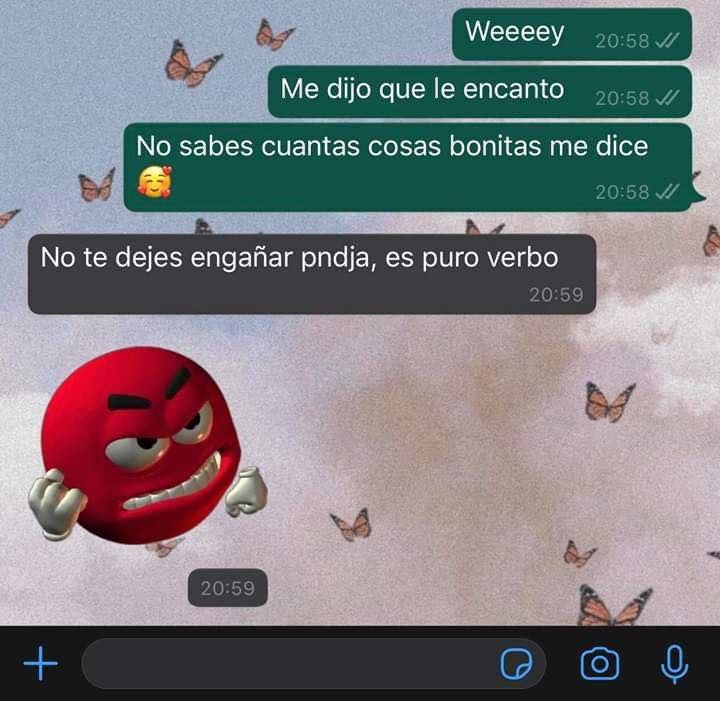 Weeeey 20:58
Me dijo que le encanto 20:58
No sabes cuantas cosas bonitas me dice
🥰 20:58
No te dejes engañar pndja, es puro verbo
20:59
20:59